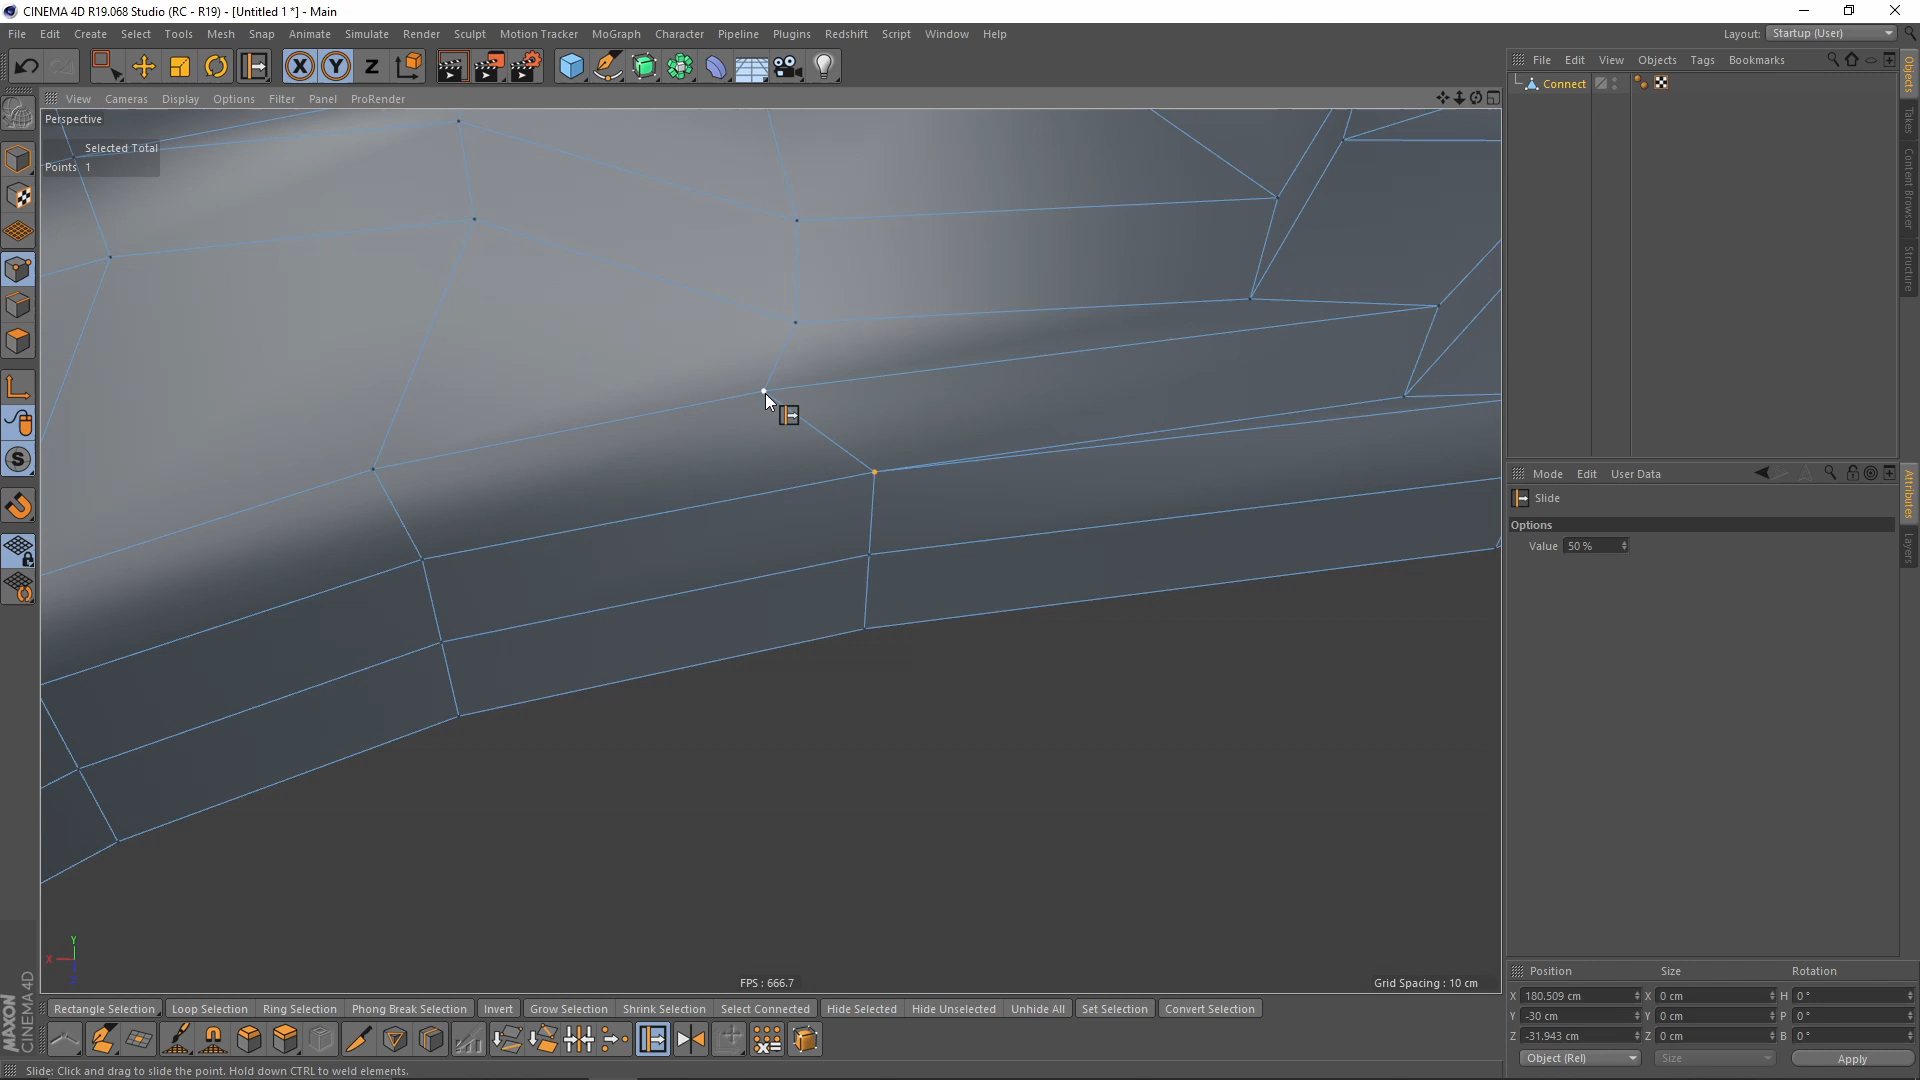 CINEMA 4D R19.068 Studio (RC - R19) - [Untitled 1 *] - Main
File Edit Create Select Tools Mesh Snap Animate Simulate Render Sculpt Motion Tracker MoGraph Character Pipeline Plugins Redshift Script Window Help
Layout: Startup (User)
View Cameras Display Options Filter Panel ProRender
Perspective
Selected Total
Points 1
FPS : 666.7
Grid Spacing : 10 cm
File Edit View Objects Tags Bookmarks
Connect
Objects
Takes
Content Browser
Structure
Mode Edit User Data
Slide
Options
Value 50 %
Attributes
Layers
Position Size Rotation
X 180.509 cm X 0 cm H 0 °
Y -30 cm Y 0 cm P 0 °
Z -31.943 cm Z 0 cm B 0 °
Object (Rel) Size Apply
Rectangle Selection Loop Selection Ring Selection Phong Break Selection Invert Grow Selection Shrink Selection Select Connected Hide Selected Hide Unselected Unhide All Set Selection Convert Selection
MAXON
CINEMA 4D
Slide: Click and drag to slide the point. Hold down CTRL to weld elements.
X
Y
Z
S
Y
X
Z